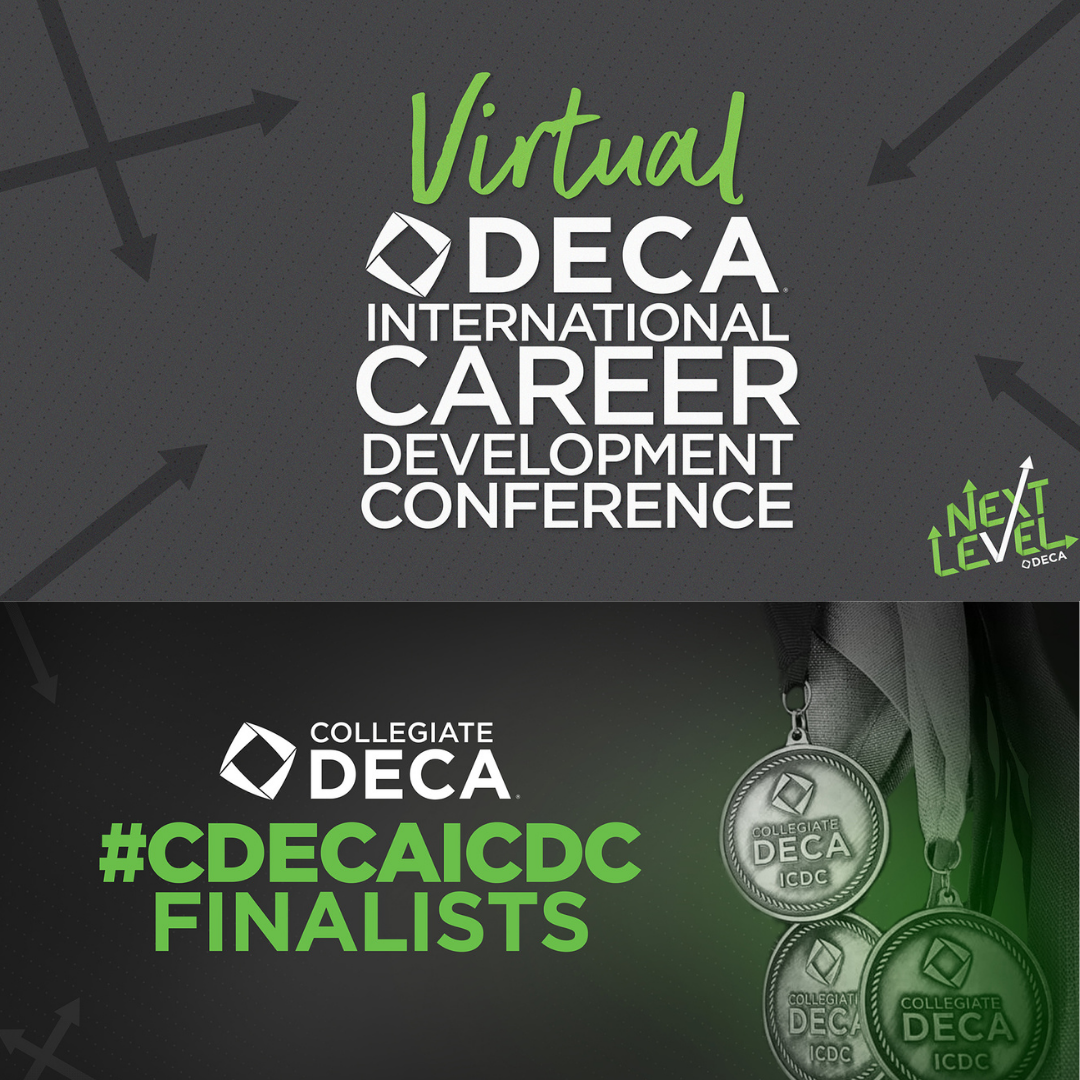 Virtual
DECA®
INTERNATIONAL
CAREER
DEVELOPMENT
CONFERENCE
NEXT
LEVEL
DECA
COLLEGIATE
DECA®
#CDECAICDC
FINALISTS
COLLEGIATE
DECA
ICDC
COLLEGIATE
DECA
ICDC
COLLEGIATE
DECA
ICDC